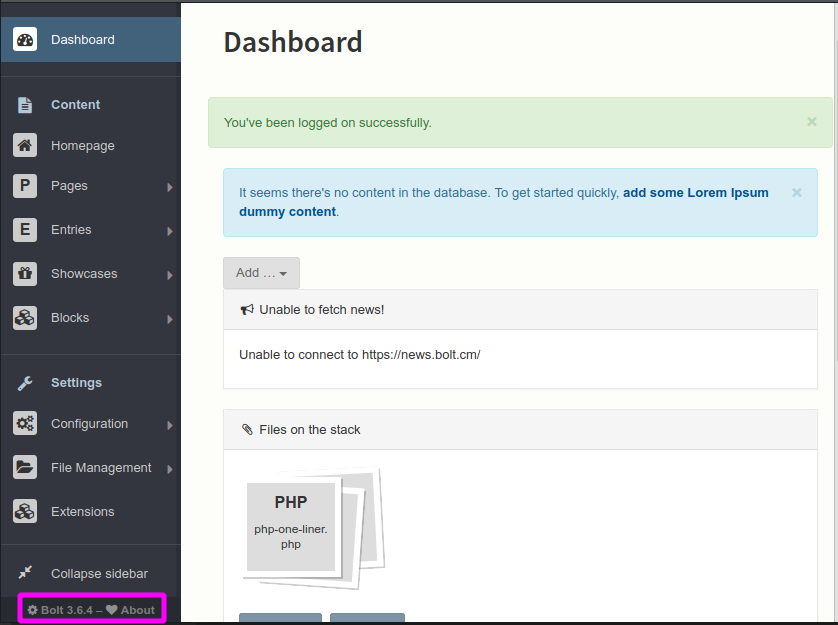 Dashboard
Content
Homepage
P Pages
E Entries
Showcases
Blocks
Settings
Configuration
File Management
Extensions
Collapse sidebar
Bolt 3.6.4 – About
Dashboard
You've been logged on successfully. ×
It seems there's no content in the database. To get started quickly, add some Lorem Ipsum ×
dummy content.
Add …
Unable to fetch news!
Unable to connect to https://news.bolt.cm/
Files on the stack
PHP
php-one-liner.
php